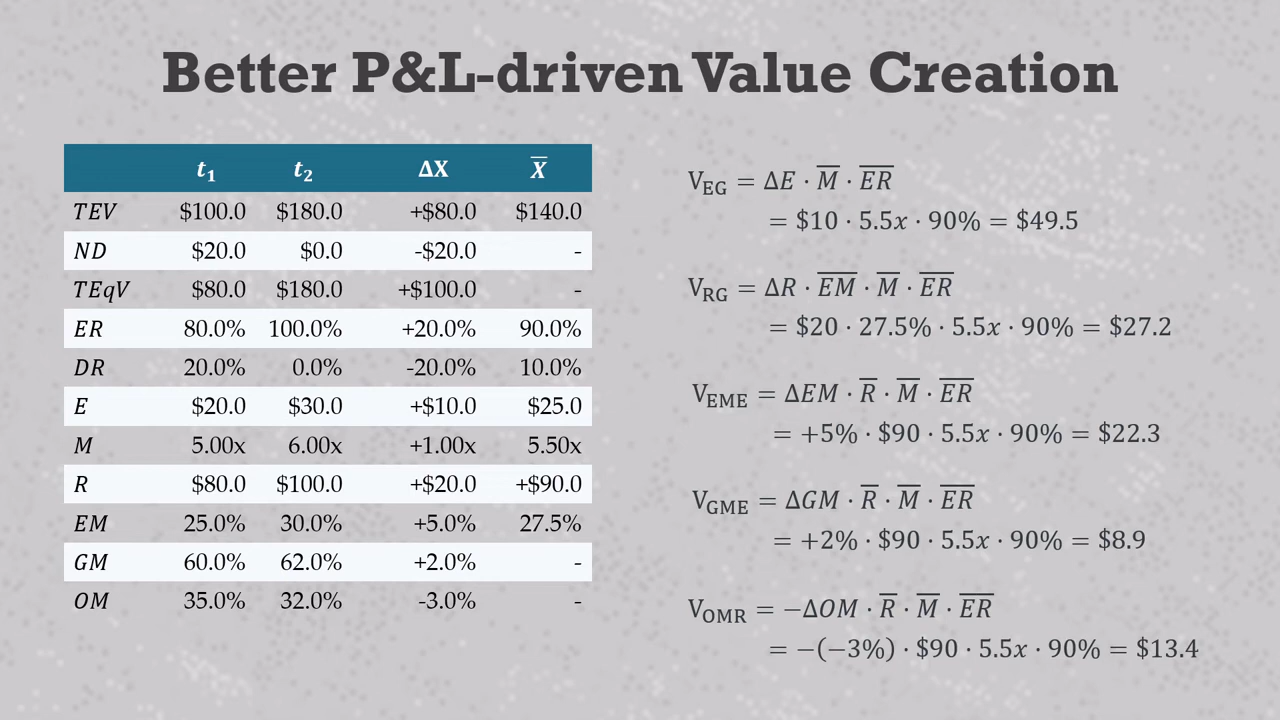 Better P&L-driven Value Creation
t₁ t₂ ΔX X̅
TEV $100.0 $180.0 +$80.0 $140.0
ND $20.0 $0.0 -$20.0 -
TEqV $80.0 $180.0 +$100.0 -
ER 80.0% 100.0% +20.0% 90.0%
DR 20.0% 0.0% -20.0% 10.0%
E $20.0 $30.0 +$10.0 $25.0
M 5.00x 6.00x +1.00x 5.50x
R $80.0 $100.0 +$20.0 +$90.0
EM 25.0% 30.0% +5.0% 27.5%
GM 60.0% 62.0% +2.0% -
OM 35.0% 32.0% -3.0% -
V_EG = ΔE · M̅ · E̅R̅
= $10 · 5.5x · 90% = $49.5
V_RG = ΔR · E̅M̅ · M̅ · E̅R̅
= $20 · 27.5% · 5.5x · 90% = $27.2
V_EME = ΔEM · R̅ · M̅ · E̅R̅
= +5% · $90 · 5.5x · 90% = $22.3
V_GME = ΔGM · R̅ · M̅ · E̅R̅
= +2% · $90 · 5.5x · 90% = $8.9
V_OMR = −ΔOM · R̅ · M̅ · E̅R̅
= −(−3%) · $90 · 5.5x · 90% = $13.4